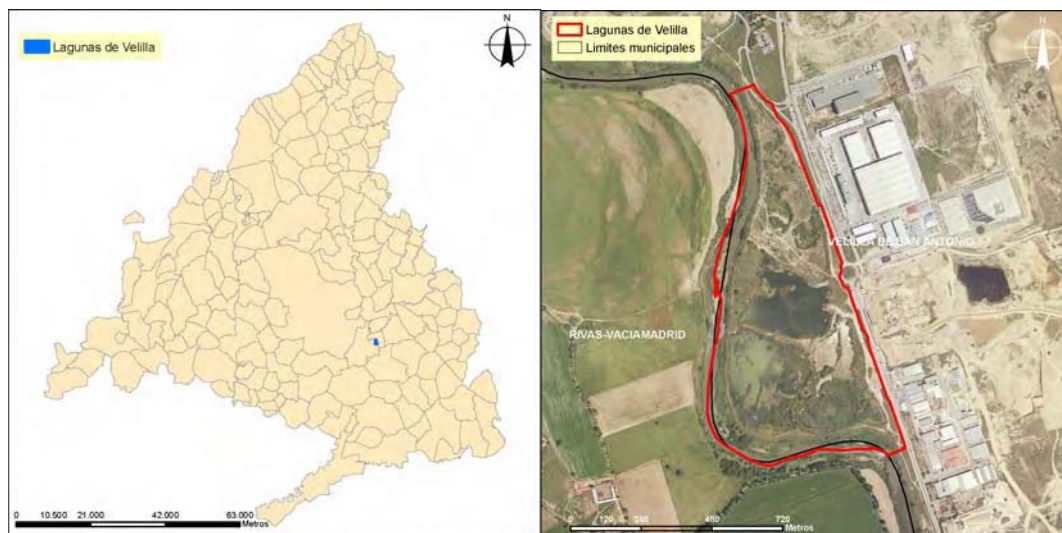 Lagunas de Velilla
N
0 10.500 21.000 42.000 63.000
Metros
Lagunas de Velilla
Limites municipales
N
VELILLA DE SAN ANTONIO
RIVAS-VACIAMADRID
0 120 240 480 720
Metros